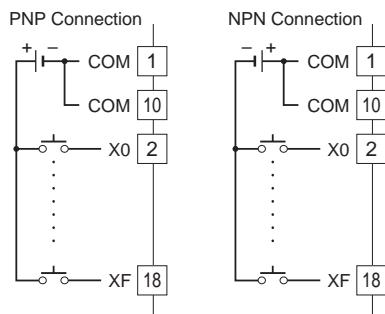 PNP Connection
+ −
COM 1
COM 10
X0 2
XF 18
NPN Connection
− +
COM 1
COM 10
X0 2
XF 18